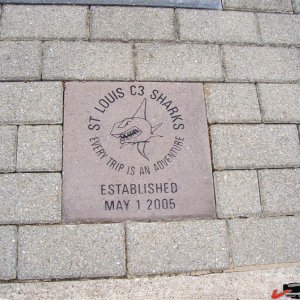 ST LOUIS C3 SHARKS
EVERY TRIP IS AN ADVENTURE
ESTABLISHED
MAY 1 2005